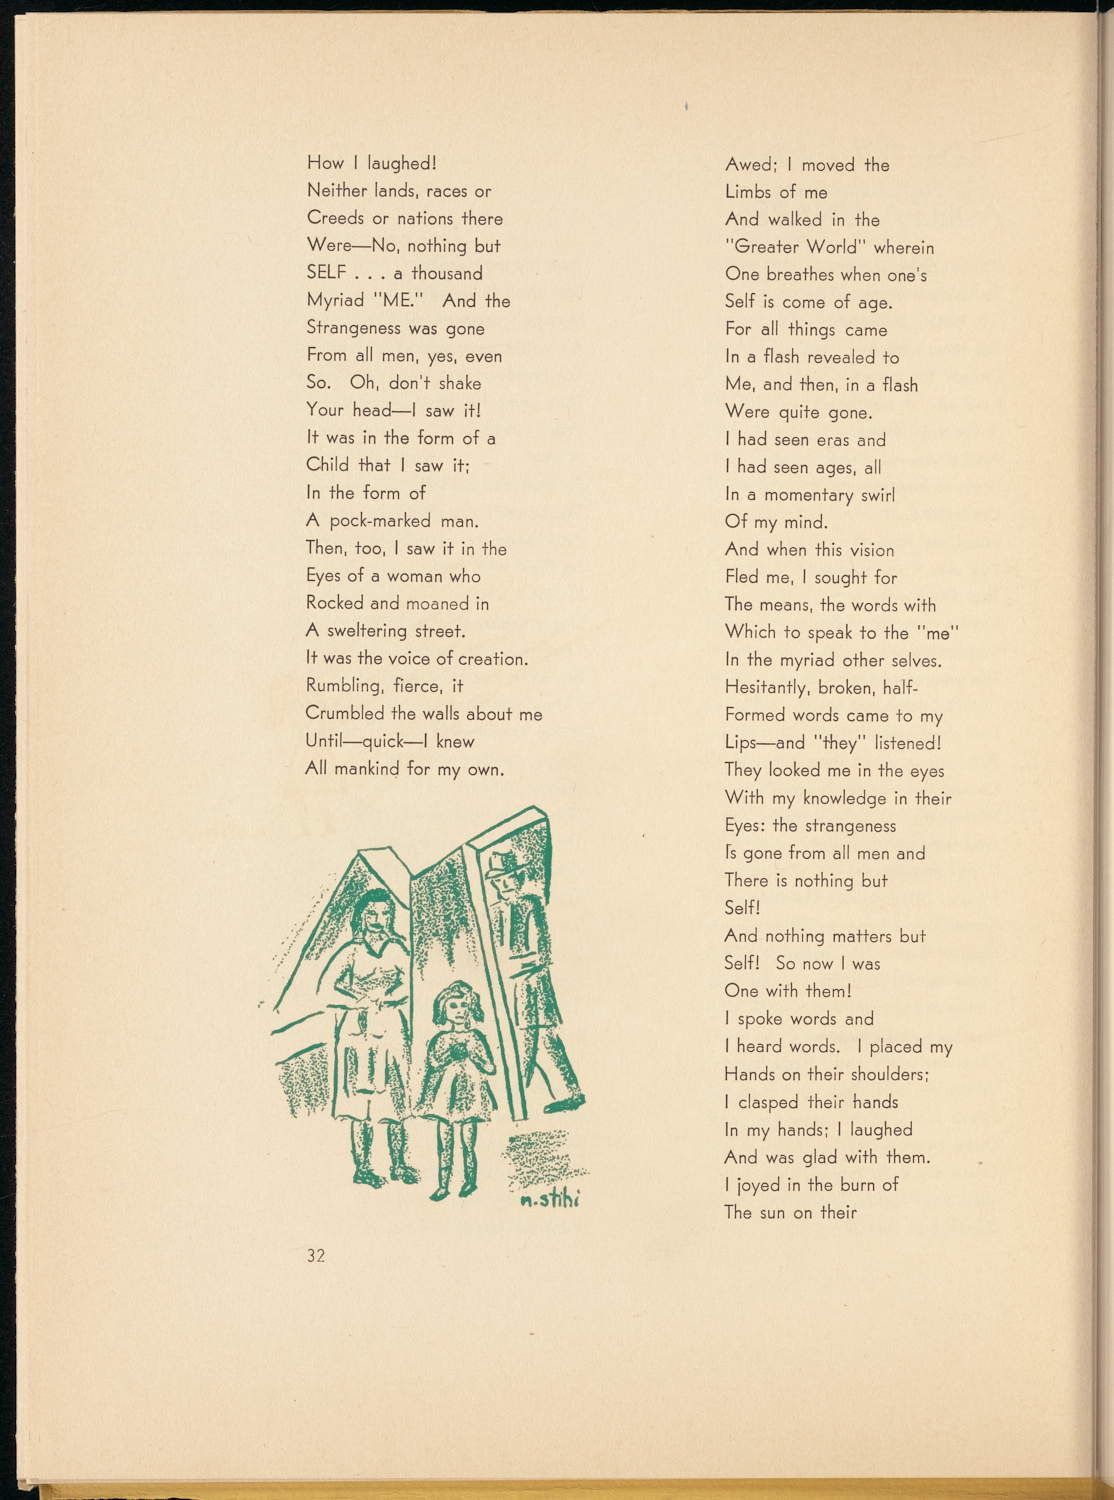 How I laughed!
Neither lands, races or
Creeds or nations there
Were—No, nothing but
SELF . . . a thousand
Myriad "ME." And the
Strangeness was gone
From all men, yes, even
So. Oh, don't shake
Your head—I saw it!
It was in the form of a
Child that I saw it;
In the form of
A pock-marked man.
Then, too, I saw it in the
Eyes of a woman who
Rocked and moaned in
A sweltering street.
It was the voice of creation.
Rumbling, fierce, it
Crumbled the walls about me
Until—quick—I knew
All mankind for my own.
n. stihi
32
Awed; I moved the
Limbs of me
And walked in the
"Greater World" wherein
One breathes when one's
Self is come of age.
For all things came
In a flash revealed to
Me, and then, in a flash
Were quite gone.
I had seen eras and
I had seen ages, all
In a momentary swirl
Of my mind.
And when this vision
Fled me, I sought for
The means, the words with
Which to speak to the "me"
In the myriad other selves.
Hesitantly, broken, half-
Formed words came to my
Lips—and "they" listened!
They looked me in the eyes
With my knowledge in their
Eyes: the strangeness
Is gone from all men and
There is nothing but
Self!
And nothing matters but
Self! So now I was
One with them!
I spoke words and
I heard words. I placed my
Hands on their shoulders;
I clasped their hands
In my hands; I laughed
And was glad with them.
I joyed in the burn of
The sun on their